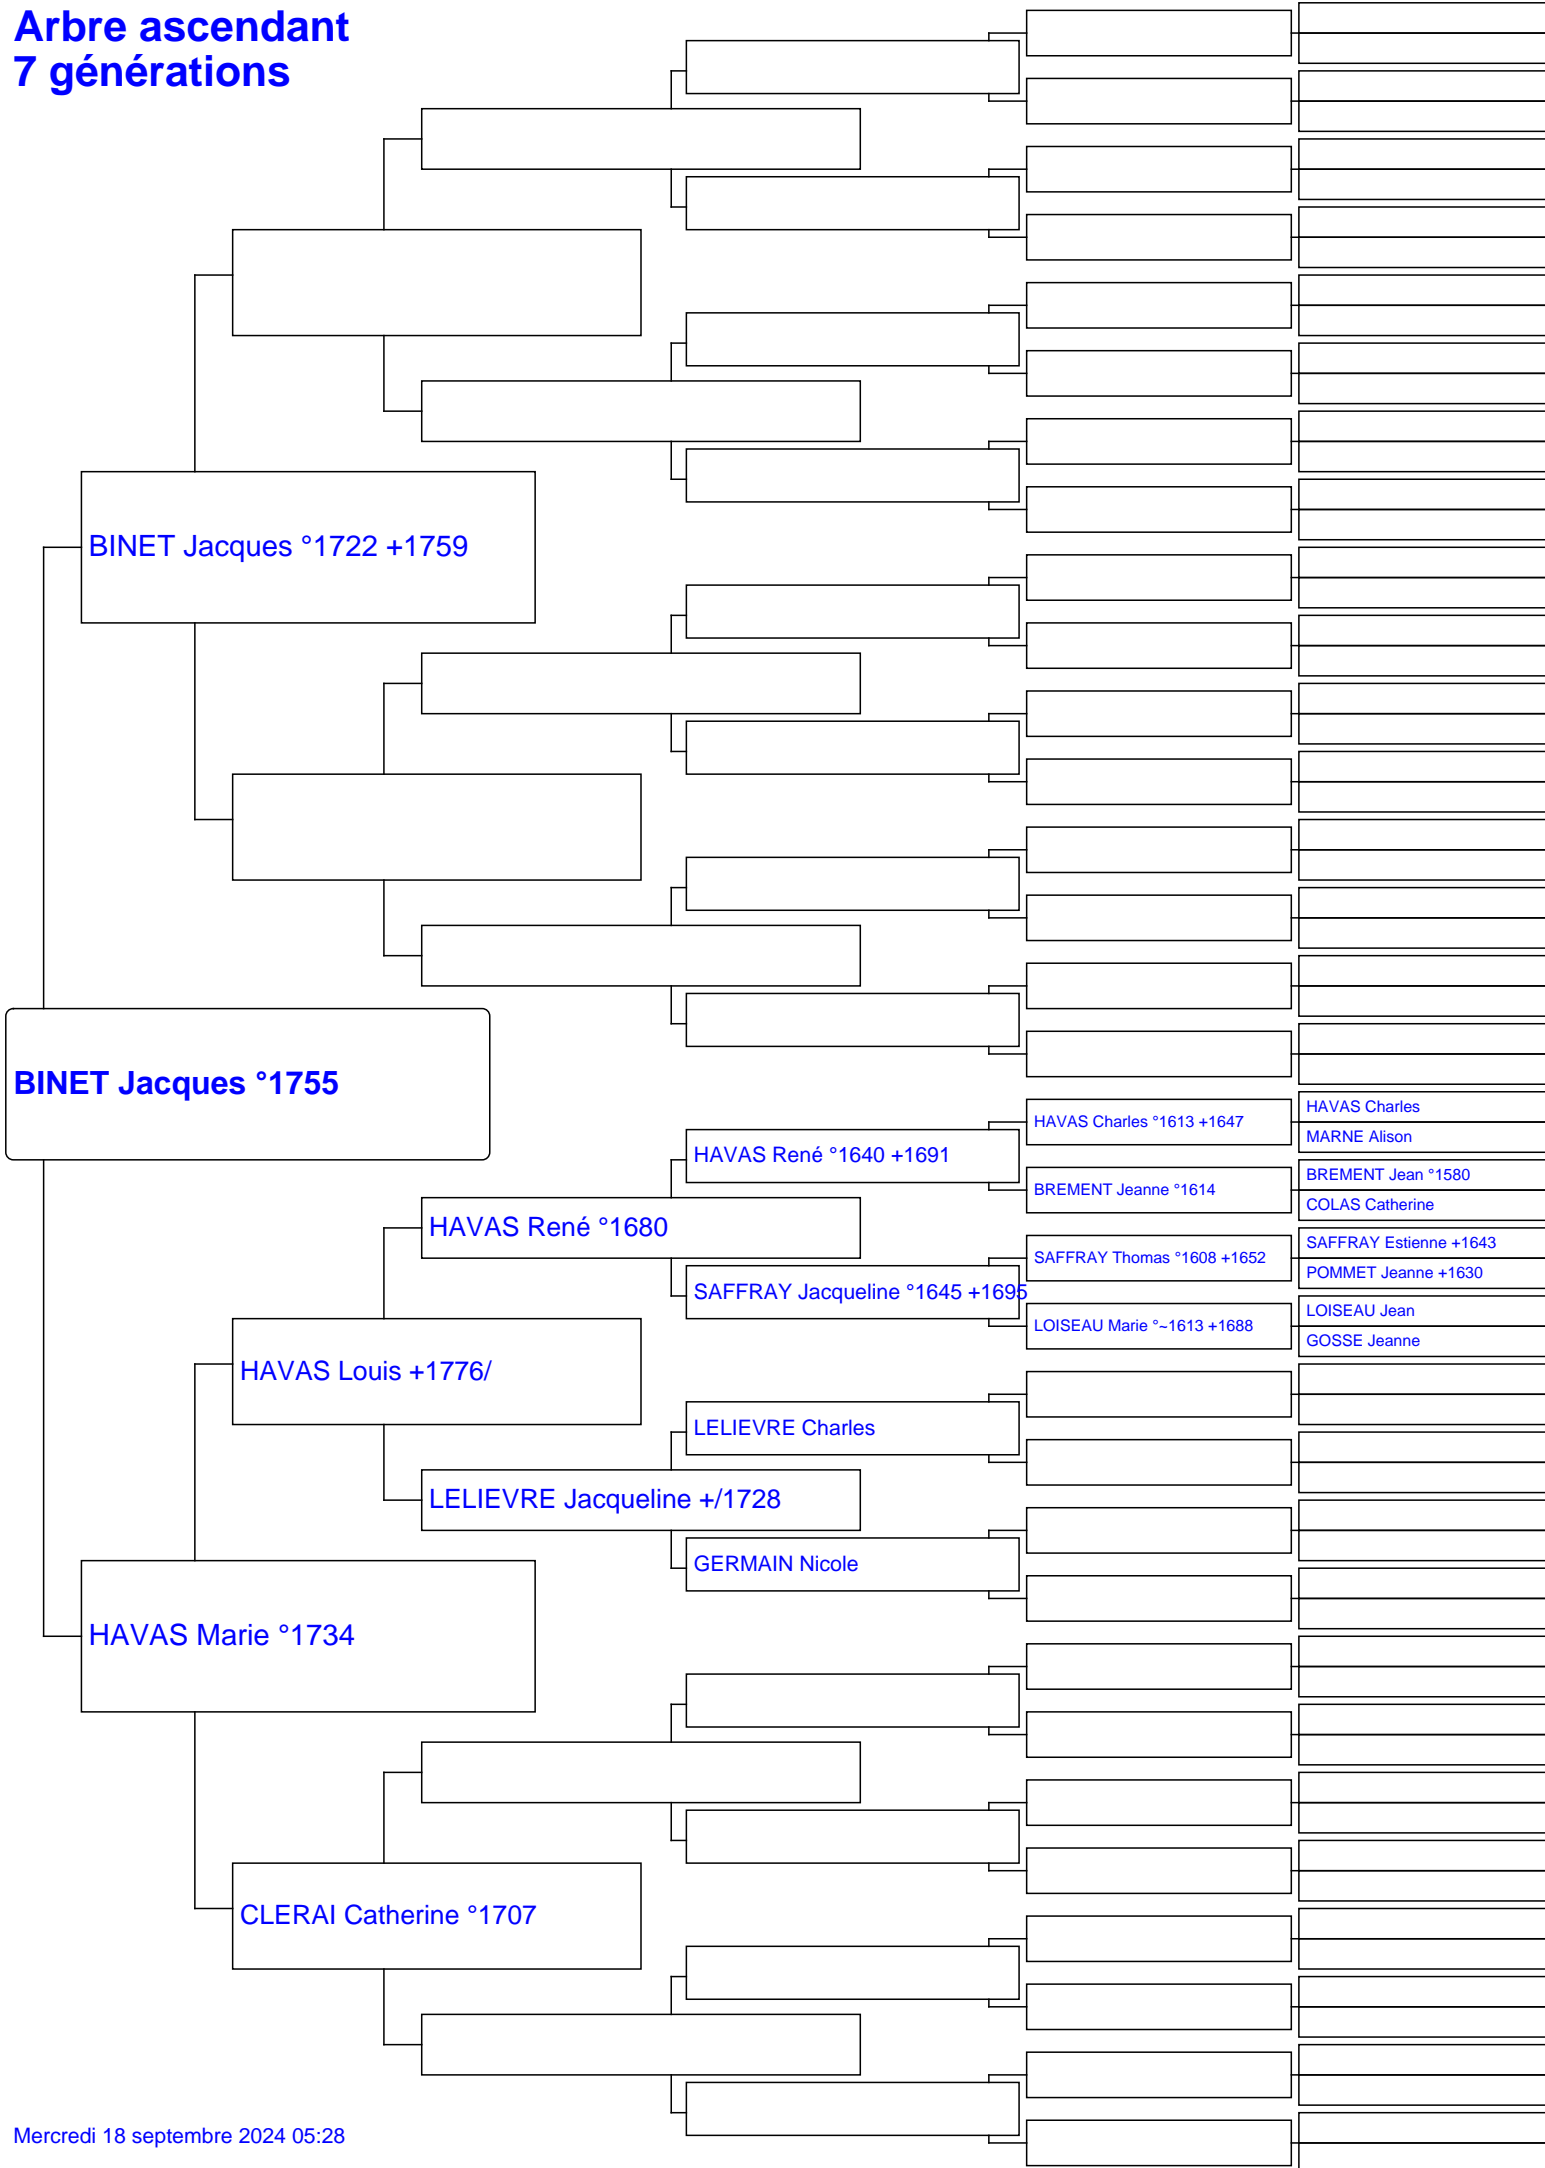 Arbre ascendant
7 générations
BINET Jacques °1722 +1759
BINET Jacques °1755
HAVAS Charles °1613 +1647
HAVAS Charles
MARNE Alison
HAVAS René °1640 +1691
BREMENT Jeanne °1614
BREMENT Jean °1580
COLAS Catherine
HAVAS René °1680
SAFFRAY Thomas °1608 +1652
SAFFRAY Estienne +1643
POMMET Jeanne +1630
SAFFRAY Jacqueline °1645 +1695
LOISEAU Marie °~1613 +1688
LOISEAU Jean
GOSSE Jeanne
HAVAS Louis +1776/
LELIEVRE Charles
LELIEVRE Jacqueline +/1728
GERMAIN Nicole
HAVAS Marie °1734
CLERAI Catherine °1707
Mercredi 18 septembre 2024 05:28